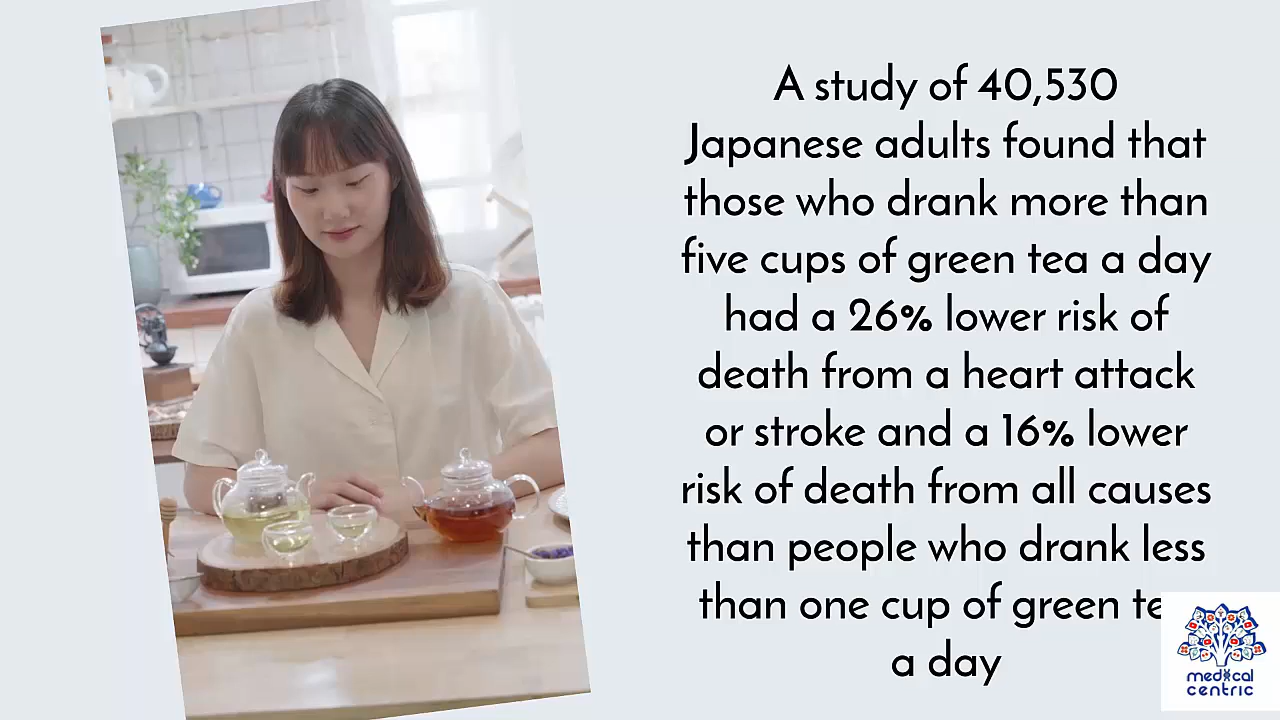 A study of 40,530
Japanese adults found that
those who drank more than
five cups of green tea a day
had a 26% lower risk of
death from a heart attack
or stroke and a 16% lower
risk of death from all causes
than people who drank less
than one cup of green te
a day
medical
centric